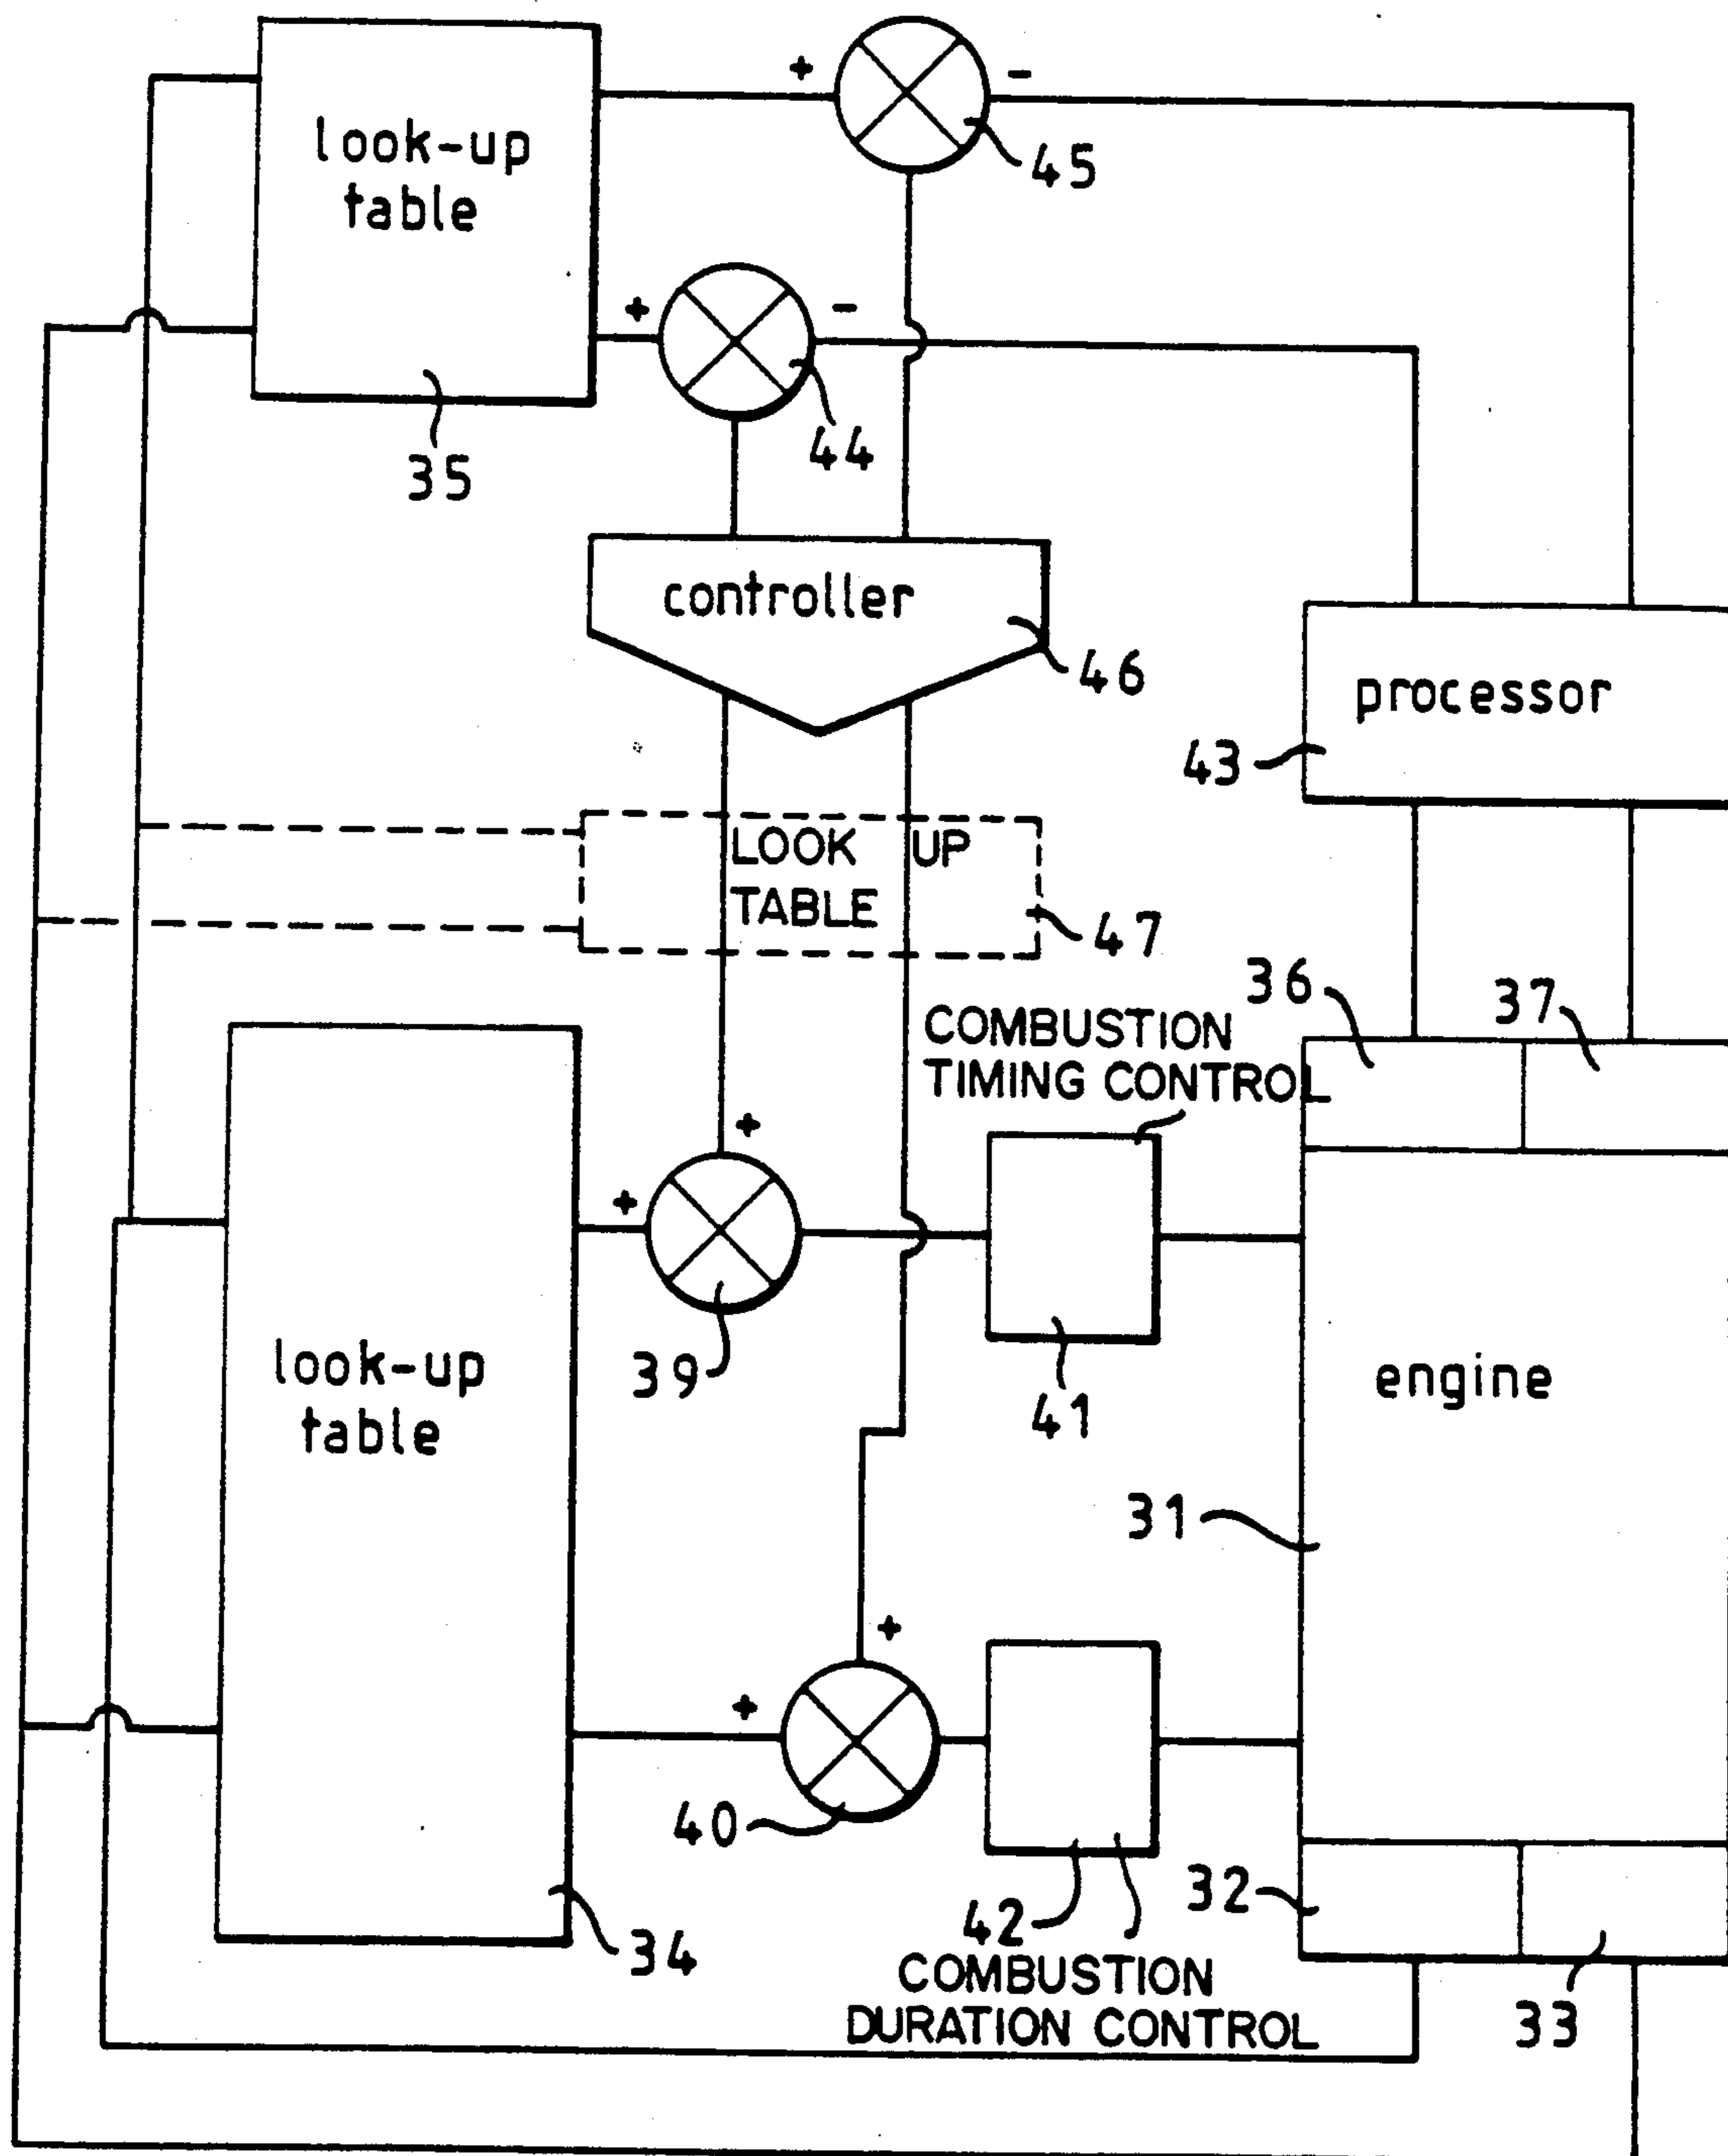 + -
45
look-up
table
+ -
44
35
controller
46
processor
43
LOOK UP
TABLE
47
36
37
COMBUSTION
TIMING CONTROL
+
+
39
41
look-up
table
engine
31
+
+
40
42
32
34
COMBUSTION
DURATION CONTROL
33